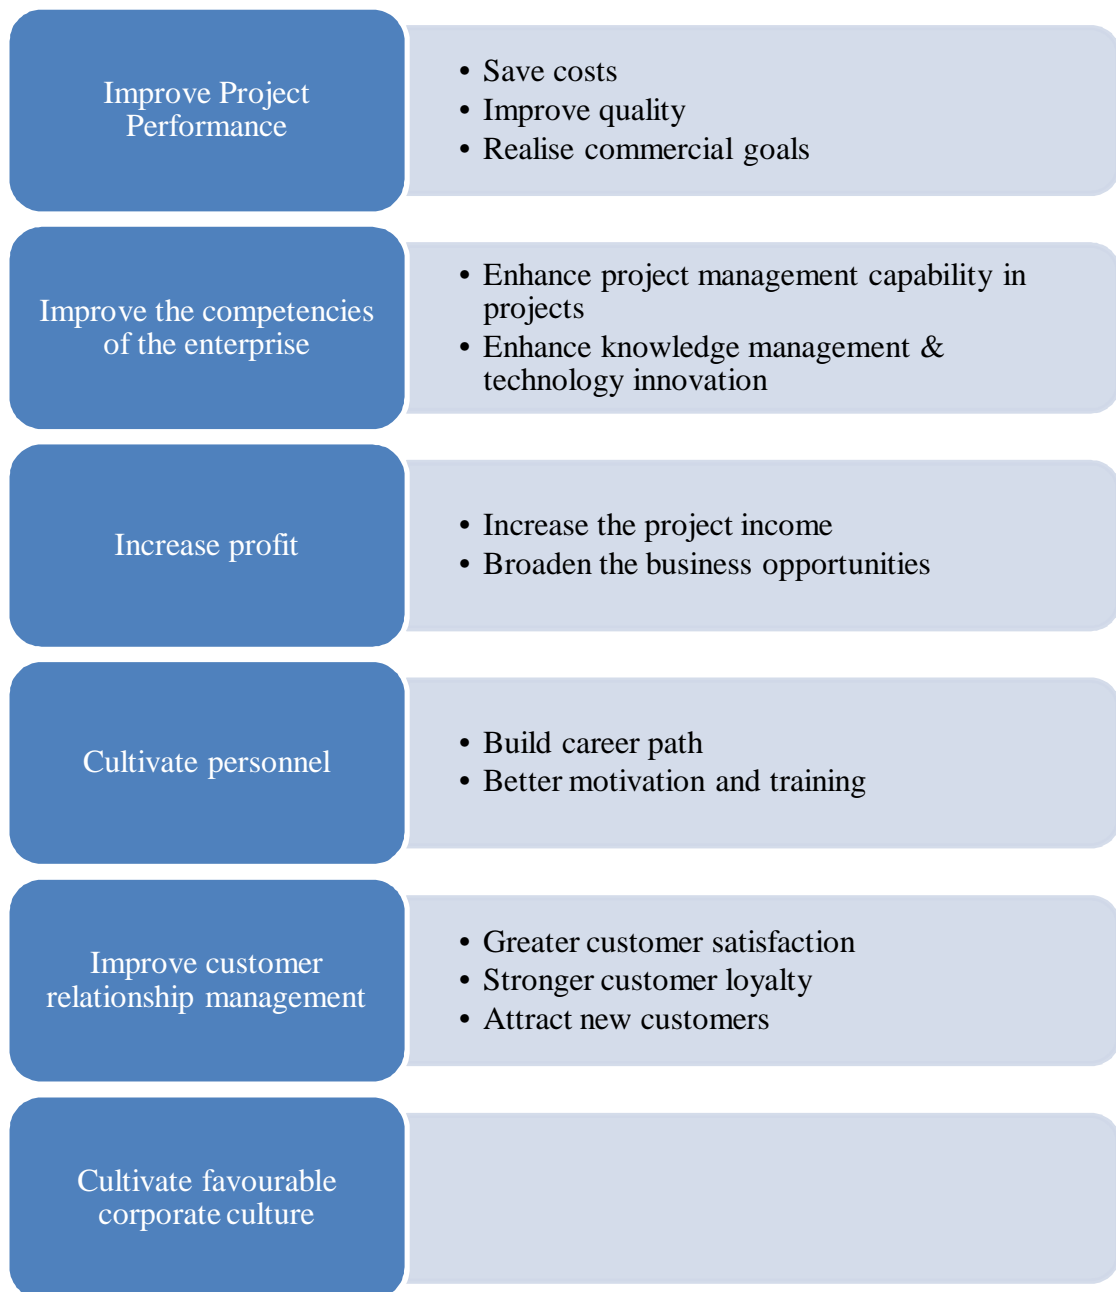 Improve Project
Performance
• Save costs
• Improve quality
• Realise commercial goals
Improve the competencies
of the enterprise
• Enhance project management capability in
projects
• Enhance knowledge management &
technology innovation
Increase profit
• Increase the project income
• Broaden the business opportunities
Cultivate personnel
• Build career path
• Better motivation and training
Improve customer
relationship management
• Greater customer satisfaction
• Stronger customer loyalty
• Attract new customers
Cultivate favourable
corporate culture